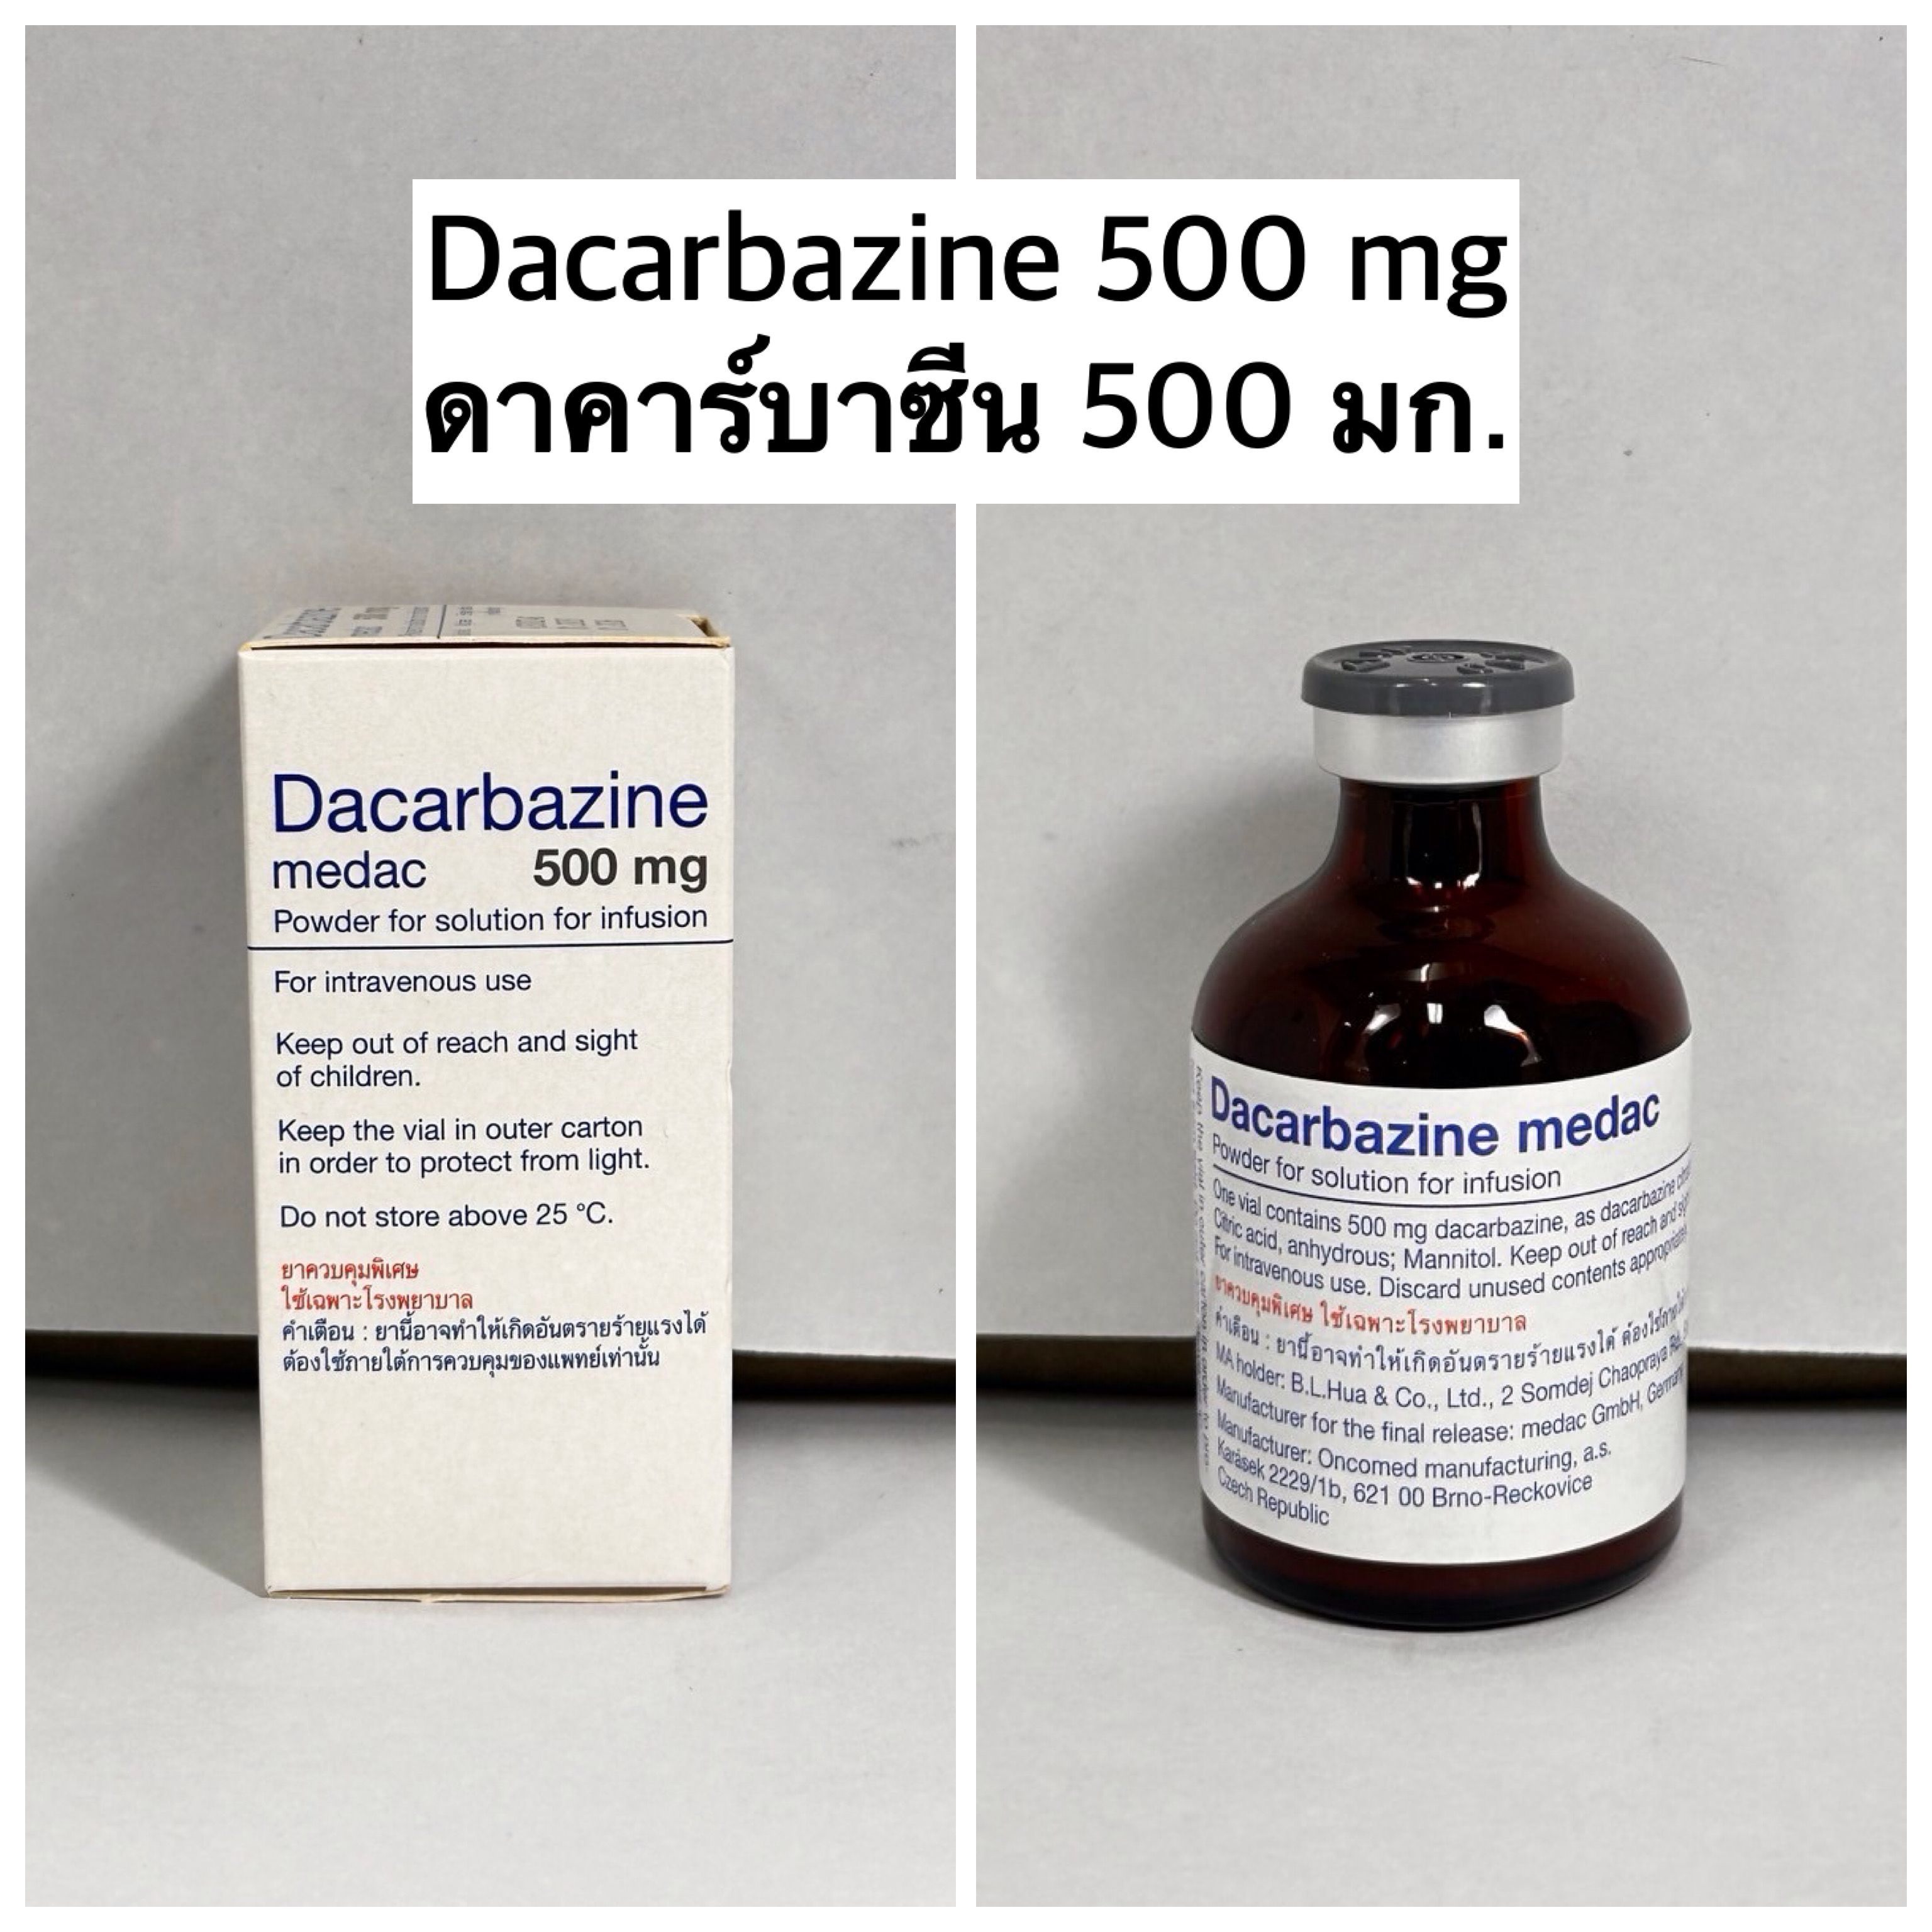 Dacarbazine 500 mg
ดาคาร์บาซีน 500 มก.
Dacarbazine
medac 500 mg
Powder for solution for infusion
For intravenous use
Keep out of reach and sight
of children.
Keep the vial in outer carton
in order to protect from light.
Do not store above 25 °C.
ยาควบคุมพิเศษ
ใช้เฉพาะโรงพยาบาล
คำเตือน : ยานี้อาจทำให้เกิดอันตรายร้ายแรงได้
ต้องใช้ภายใต้การควบคุมของแพทย์เท่านั้น
Dacarbazine medac
Powder for solution for infusion
One vial contains 500 mg dacarbazine, as dacarbazine
Citric acid, anhydrous; Mannitol. Keep out of reach and
For intravenous use. Discard unused contents
ยาควบคุมพิเศษ ใช้เฉพาะโรงพยาบาล
คำเตือน : ยานี้อาจทำให้เกิดอันตรายร้ายแรงได้ ต้องใช้
MA holder: B.L.Hua & Co., Ltd., 2 Somdej Chaopraya
Manufacturer for the final release: medac GmbH, Germany
Manufacturer: Oncomed manufacturing, a.s.
Karásek 2229/1b, 621 00 Brno-Reckovice
Czech Republic